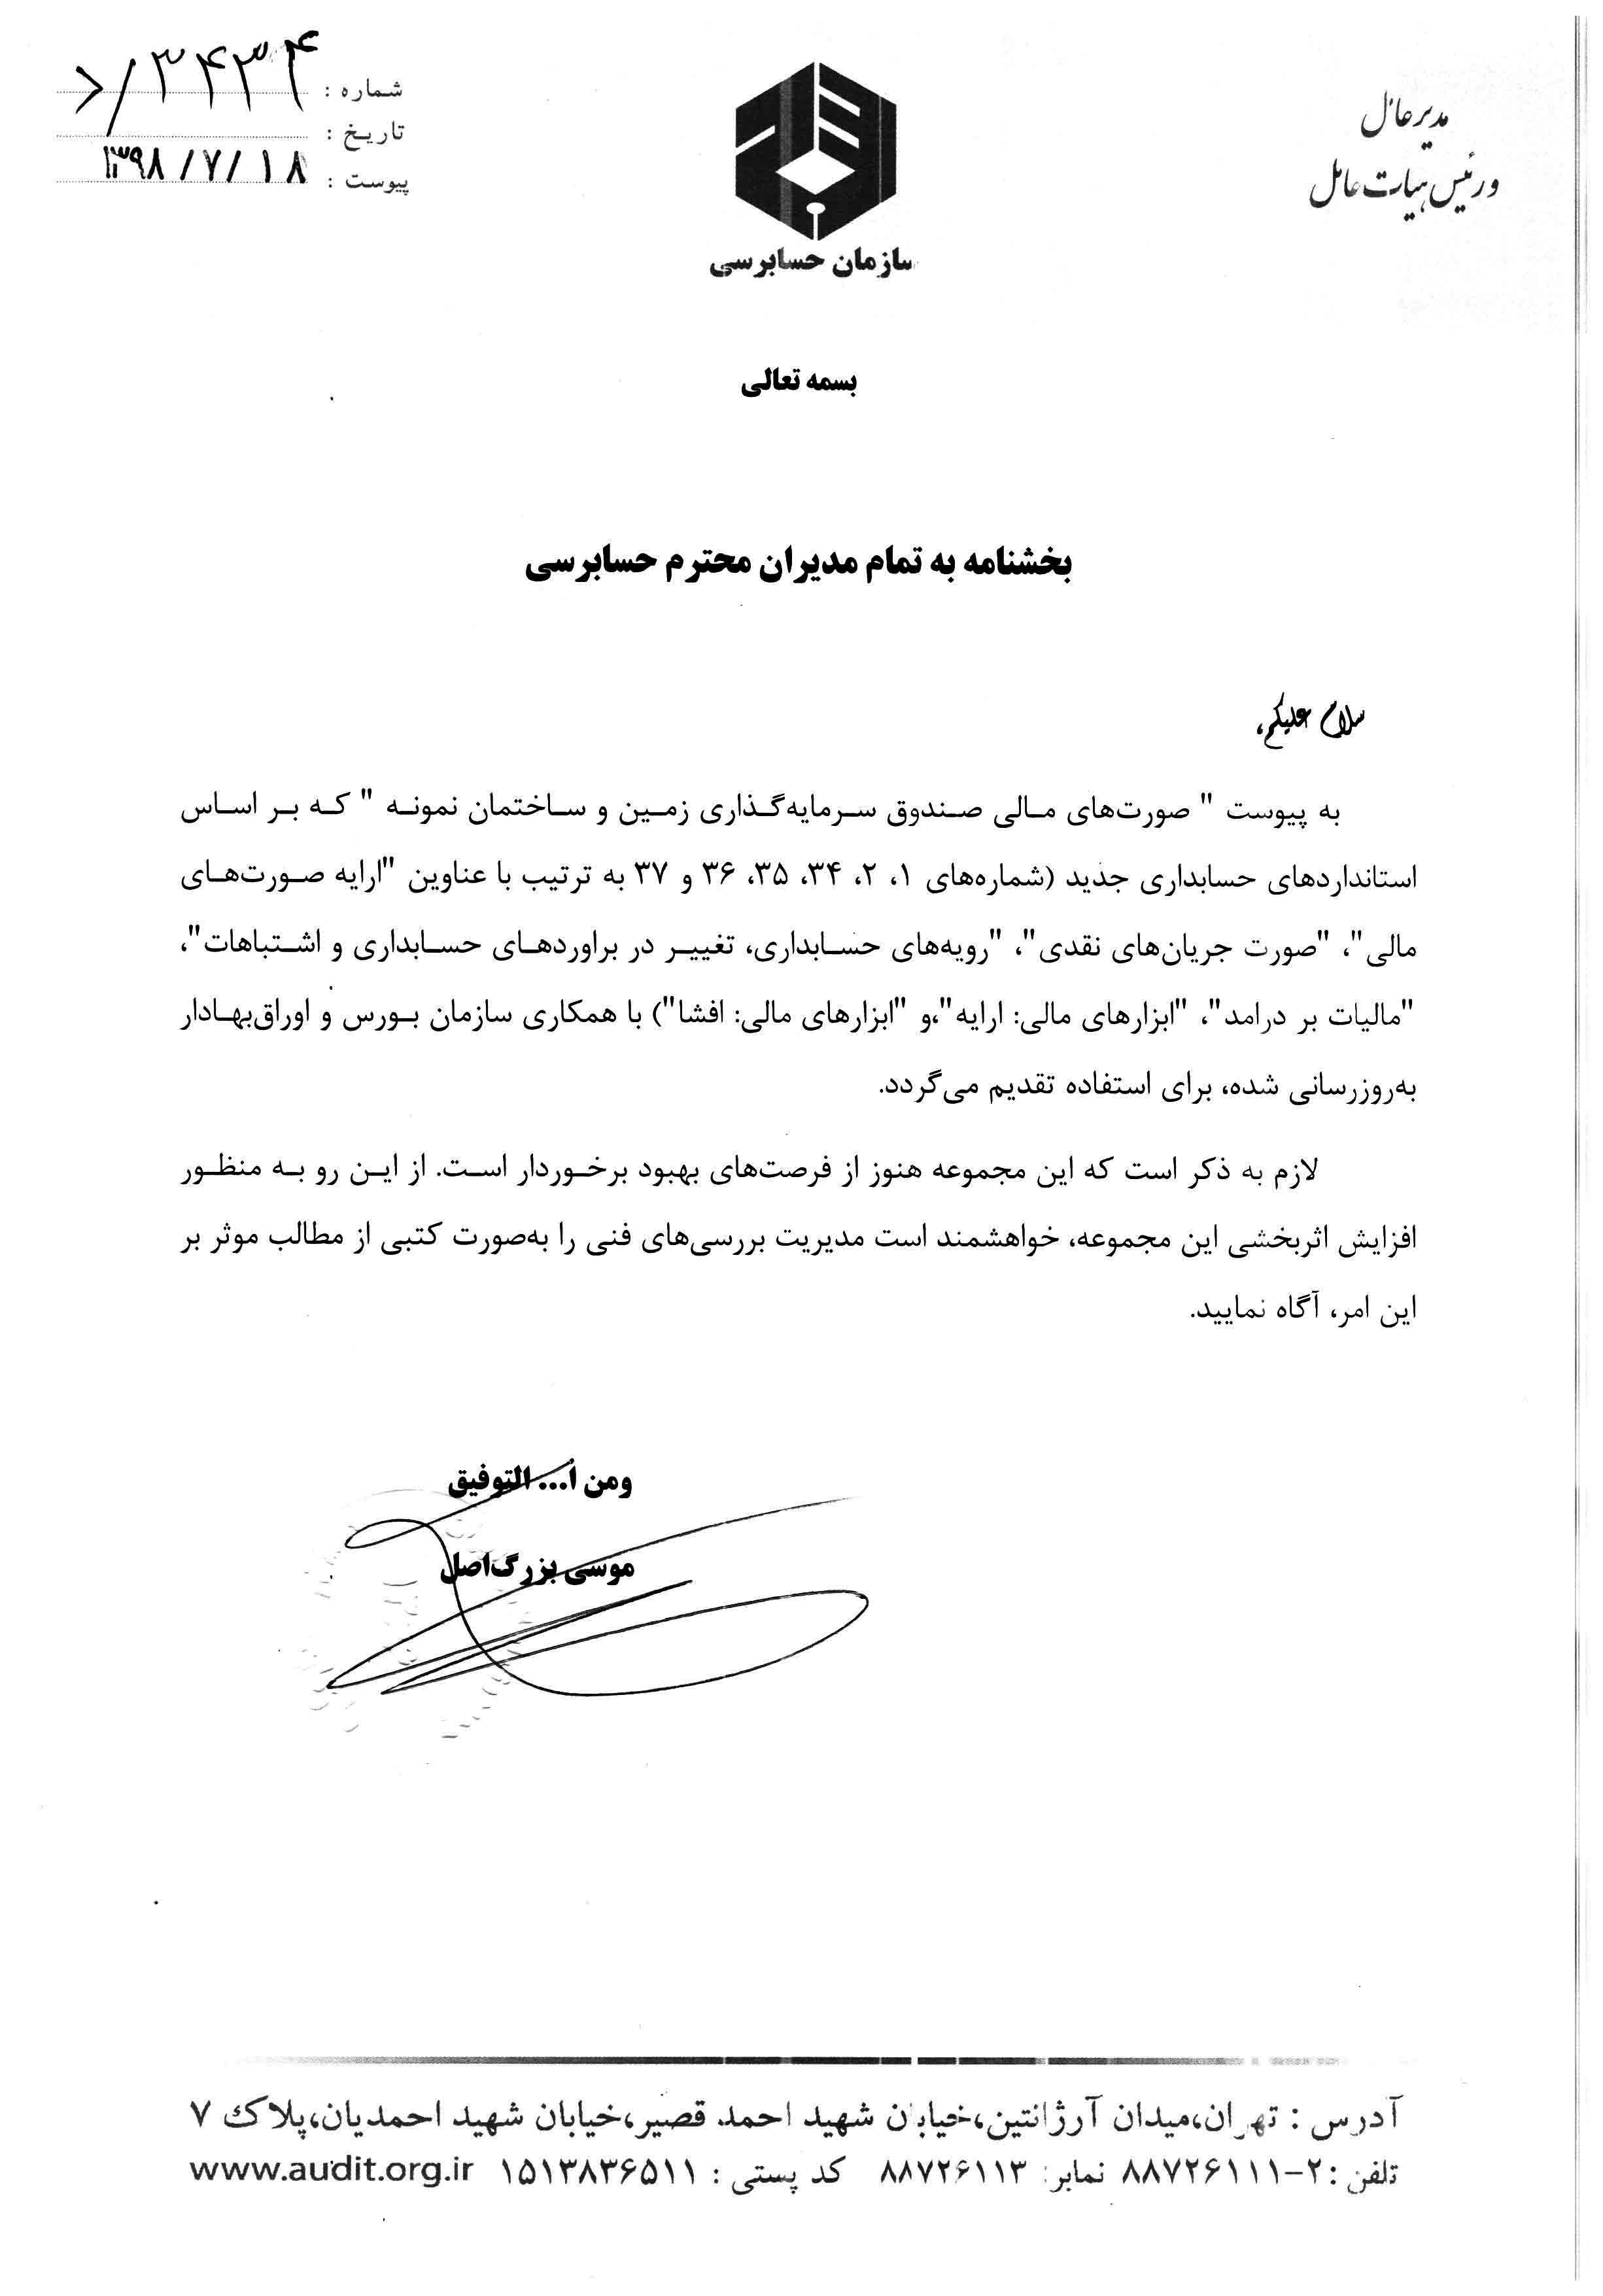 مدیرعامل
ورئیس هیات عامل
سازمان حسابرسی
شماره : ۳۴۳۴/
تاریخ :
پیوست : ۱۳۹۸/۷/۱۸
بسمه تعالی
بخشنامه به تمام مدیران محترم حسابرسی
سلام علیکم،
به پیوست " صورت‌های مالی صندوق سرمایه‌گذاری زمین و ساختمان نمونه " که بر اساس
استانداردهای حسابداری جدید (شماره‌های ۱، ۲، ۳۴، ۳۵، ۳۶ و ۳۷ به ترتیب با عناوین "ارایه صورت‌های
مالی"، "صورت جریان‌های نقدی"، "رویه‌های حسابداری، تغییر در براوردهای حسابداری و اشتباهات"،
"مالیات بر درامد"، "ابزارهای مالی: ارایه"،و "ابزارهای مالی: افشا") با همکاری سازمان بورس و اوراق‌بهادار
به‌روزرسانی شده، برای استفاده تقدیم می‌گردد.
لازم به ذکر است که این مجموعه هنوز از فرصت‌های بهبود برخوردار است. از این رو به منظور
افزایش اثربخشی این مجموعه، خواهشمند است مدیریت بررسی‌های فنی را به‌صورت کتبی از مطالب موثر بر
این امر، آگاه نمایید.
ومن ا... التوفیق
موسی بزرگ‌اصل
آدرس : تهران،میدان آرژانتین،خیابان شهید احمد قصیر،خیابان شهید احمدیان،پلاک ۷
تلفن :۲-۸۸۷۲۶۱۱۱ نمابر: ۸۸۷۲۶۱۱۳ کد پستی : ۱۵۱۳۸۳۶۵۱۱ www.audit.org.ir